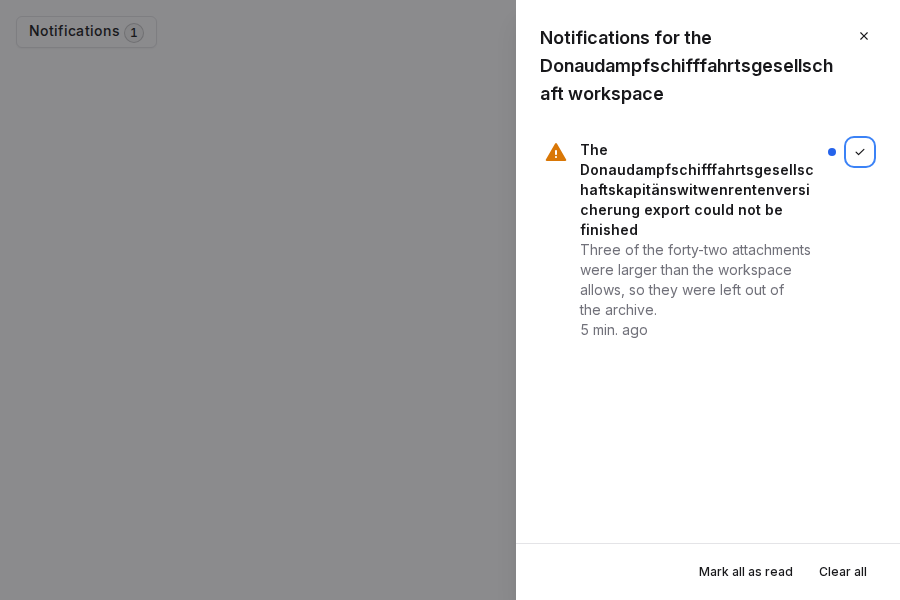 Notifications 1
Notifications for the
Donaudampfschifffahrtsgesellsch
aft workspace
The
Donaudampfschifffahrtsgesellsc
haftskapitänswitwenrentenversi
cherung export could not be
finished
Three of the forty-two attachments
were larger than the workspace
allows, so they were left out of
the archive.
5 min. ago
Mark all as read
Clear all